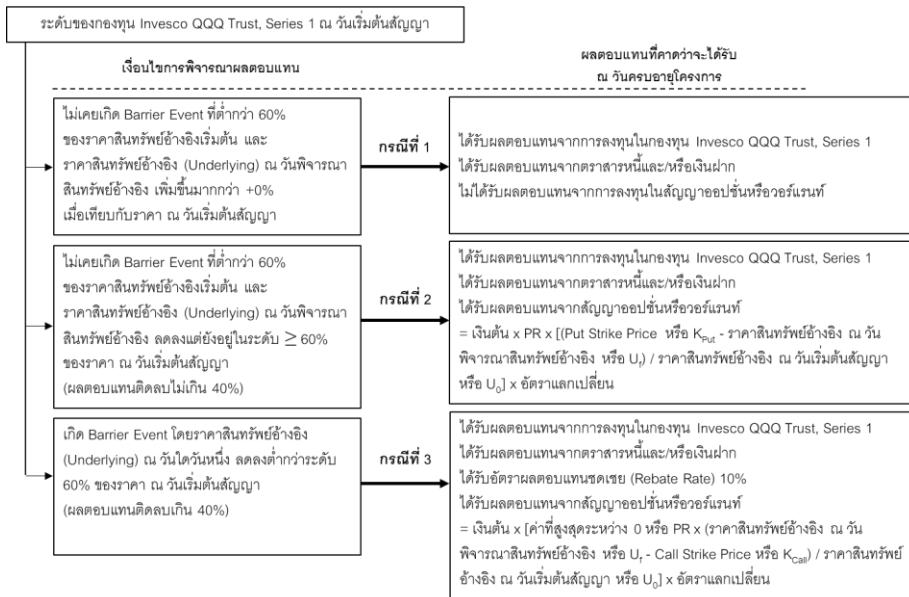 ระดับของกองทุน Invesco QQQ Trust, Series 1 ณ วันเริ่มต้นสัญญา
เงื่อนไขการพิจารณาผลตอบแทน
ผลตอบแทนที่คาดว่าจะได้รับ
ณ วันครบอายุโครงการ
ไม่เคยเกิด Barrier Event ที่ต่ำกว่า 60%
ของราคาสินทรัพย์อ้างอิงเริ่มต้น และ
ราคาสินทรัพย์อ้างอิง (Underlying) ณ วันพิจารณา
สินทรัพย์อ้างอิง เพิ่มขึ้นมากกว่า +0%
เมื่อเทียบกับราคา ณ วันเริ่มต้นสัญญา
กรณีที่ 1
ได้รับผลตอบแทนจากการลงทุนในกองทุน Invesco QQQ Trust, Series 1
ได้รับผลตอบแทนจากตราสารหนี้และ/หรือเงินฝาก
ไม่ได้รับผลตอบแทนจากการลงทุนในสัญญาออปชั่นหรือวอร์แรนท์
ไม่เคยเกิด Barrier Event ที่ต่ำกว่า 60%
ของราคาสินทรัพย์อ้างอิงเริ่มต้น และ
ราคาสินทรัพย์อ้างอิง (Underlying) ณ วันพิจารณา
สินทรัพย์อ้างอิง ลดลงแต่ยังอยู่ในระดับ ≥ 60%
ของราคา ณ วันเริ่มต้นสัญญา
(ผลตอบแทนติดลบไม่เกิน 40%)
กรณีที่ 2
ได้รับผลตอบแทนจากการลงทุนในกองทุน Invesco QQQ Trust, Series 1
ได้รับผลตอบแทนจากตราสารหนี้และ/หรือเงินฝาก
ได้รับผลตอบแทนจากสัญญาออปชั่นหรือวอร์แรนท์
= เงินต้น x PR x [(Put Strike Price หรือ K_Put - ราคาสินทรัพย์อ้างอิง ณ วัน
พิจารณาสินทรัพย์อ้างอิง หรือ U_f) / ราคาสินทรัพย์อ้างอิง ณ วันเริ่มต้นสัญญา
หรือ U_0] x อัตราแลกเปลี่ยน
เกิด Barrier Event โดยราคาสินทรัพย์อ้างอิง
(Underlying) ณ วันใดวันหนึ่ง ลดลงต่ำกว่าระดับ
60% ของราคา ณ วันเริ่มต้นสัญญา
(ผลตอบแทนติดลบเกิน 40%)
กรณีที่ 3
ได้รับผลตอบแทนจากการลงทุนในกองทุน Invesco QQQ Trust, Series 1
ได้รับผลตอบแทนจากตราสารหนี้และ/หรือเงินฝาก
ได้รับอัตราผลตอบแทนชดเชย (Rebate Rate) 10%
ได้รับผลตอบแทนจากสัญญาออปชั่นหรือวอร์แรนท์
= เงินต้น x [ค่าที่สูงสุดระหว่าง 0 หรือ PR x (ราคาสินทรัพย์อ้างอิง ณ วัน
พิจารณาสินทรัพย์อ้างอิง หรือ U_f - Call Strike Price หรือ K_Call) / ราคาสินทรัพย์
อ้างอิง ณ วันเริ่มต้นสัญญา หรือ U_0] x อัตราแลกเปลี่ยน